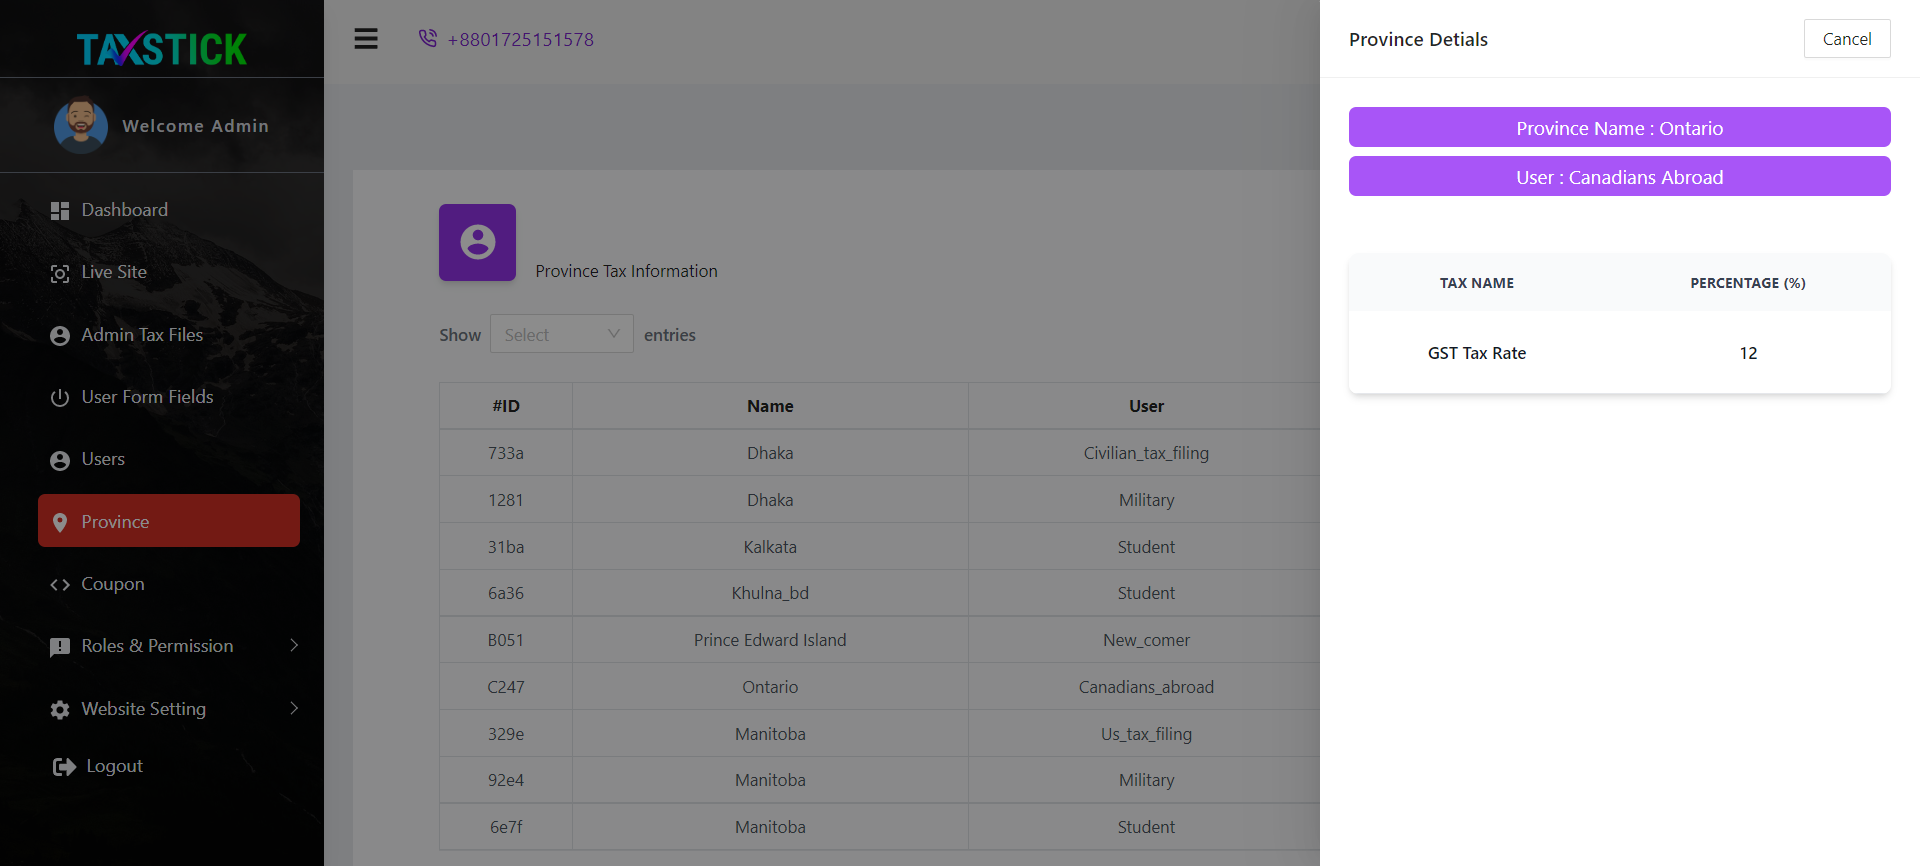 TAXSTICK
Welcome Admin
Dashboard
Live Site
Admin Tax Files
User Form Fields
Users
Province
Coupon
Roles & Permission
Website Setting
Logout
+8801725151578
Province Tax Information
Show Select entries
#ID Name User
733a Dhaka Civilian_tax_filing
1281 Dhaka Military
31ba Kalkata Student
6a36 Khulna_bd Student
B051 Prince Edward Island New_comer
C247 Ontario Canadians_abroad
329e Manitoba Us_tax_filing
92e4 Manitoba Military
6e7f Manitoba Student
Province Detials Cancel
Province Name : Ontario
User : Canadians Abroad
TAX NAME PERCENTAGE (%)
GST Tax Rate 12